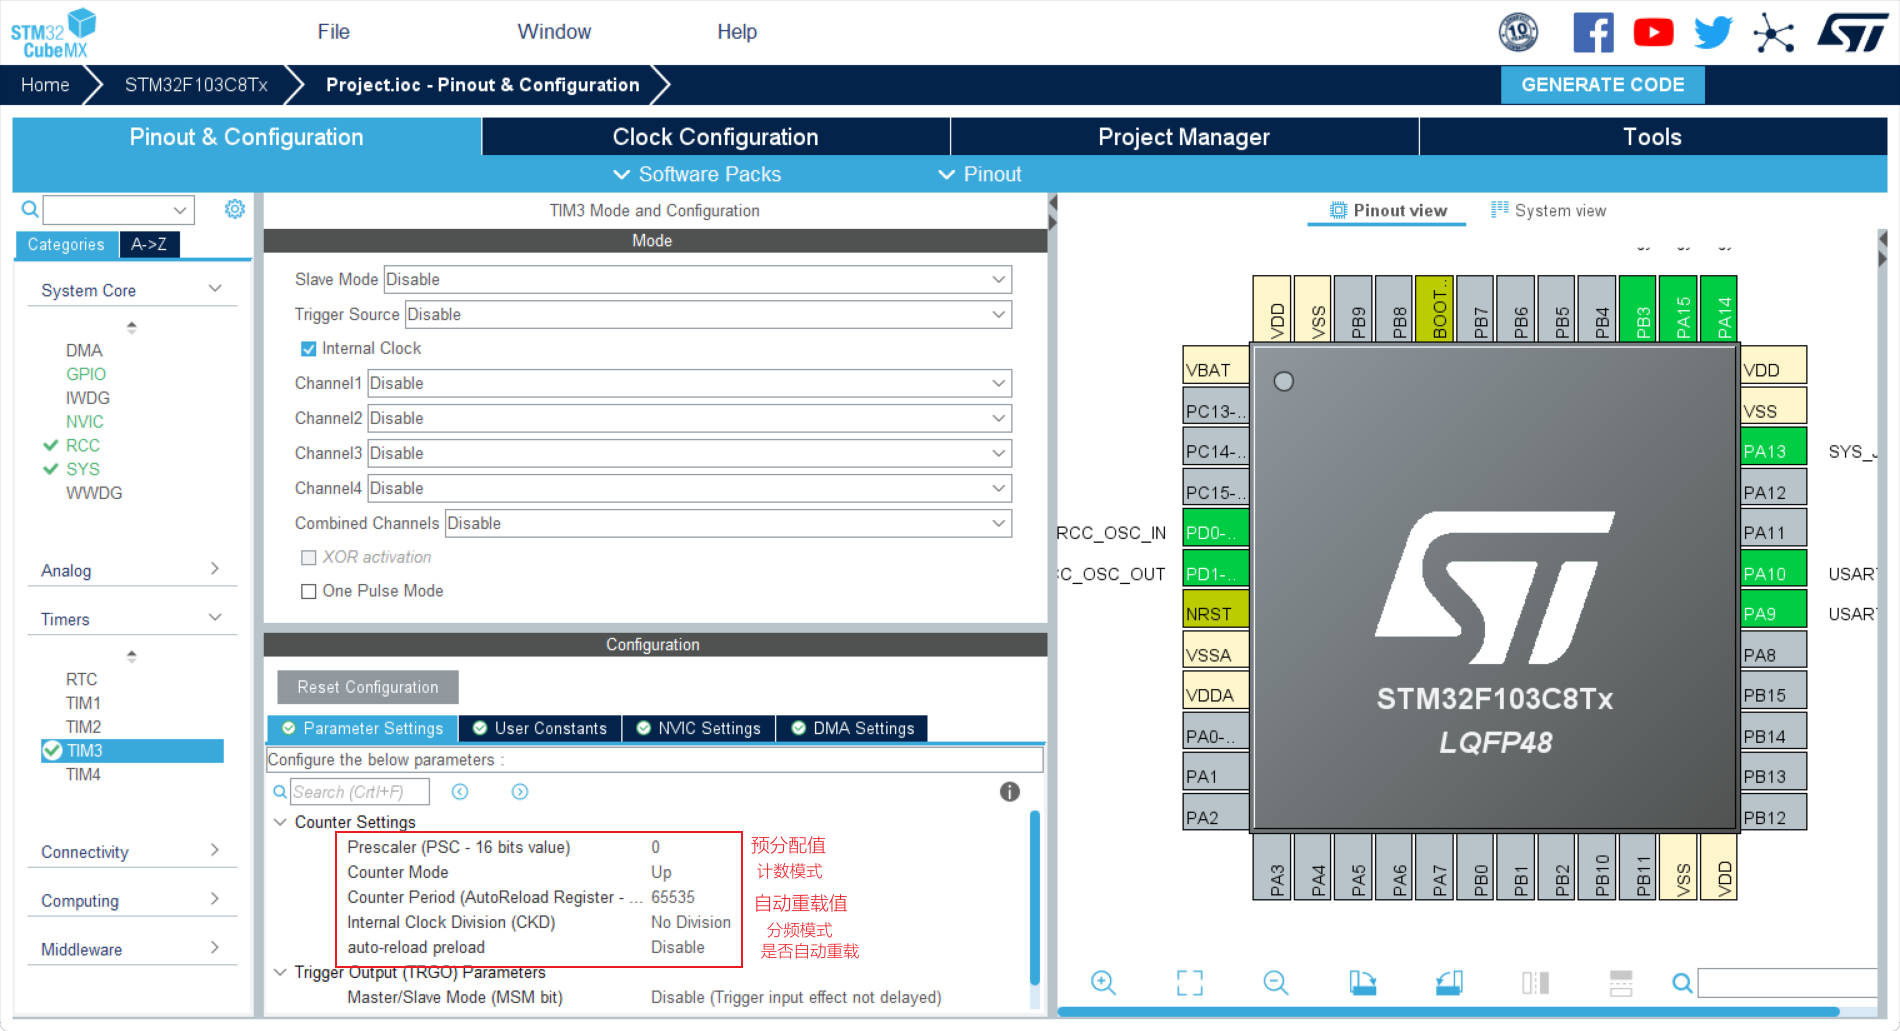 STM32
CubeMX
File
Window
Help
10
Home
STM32F103C8Tx
Project.ioc - Pinout & Configuration
GENERATE CODE
Pinout & Configuration
Clock Configuration
Project Manager
Tools
Software Packs
Pinout
Categories
A->Z
System Core
DMA
GPIO
IWDG
NVIC
RCC
SYS
WWDG
Analog
Timers
RTC
TIM1
TIM2
TIM3
TIM4
Connectivity
Computing
Middleware
TIM3 Mode and Configuration
Mode
Slave Mode Disable
Trigger Source Disable
Internal Clock
Channel1 Disable
Channel2 Disable
Channel3 Disable
Channel4 Disable
Combined Channels Disable
XOR activation
One Pulse Mode
Configuration
Reset Configuration
Parameter Settings
User Constants
NVIC Settings
DMA Settings
Configure the below parameters :
Search (Crtl+F)
Counter Settings
Prescaler (PSC - 16 bits value) 0 预分配值
Counter Mode Up 计数模式
Counter Period (AutoReload Register - ... 65535 自动重载值
Internal Clock Division (CKD) No Division 分频模式
auto-reload preload Disable 是否自动重载
Trigger Output (TRGO) Parameters
Master/Slave Mode (MSM bit) Disable (Trigger input effect not delayed)
Pinout view
System view
VDD
VSS
PB9
PB8
BOOT..
PB7
PB6
PB5
PB4
PB3
PA15
PA14
VBAT
PC13-..
PC14-..
PC15-..
RCC_OSC_IN PD0-..
C_OSC_OUT PD1-..
NRST
VSSA
VDDA
PA0-..
PA1
PA2
VDD
VSS
PA13 SYS_J
PA12
PA11
PA10 USAR
PA9 USAR
PA8
PB15
PB14
PB13
PB12
ST
STM32F103C8Tx
LQFP48
PA3
PA4
PA5
PA6
PA7
PB0
PB1
PB2
PB10
PB11
VSS
VDD